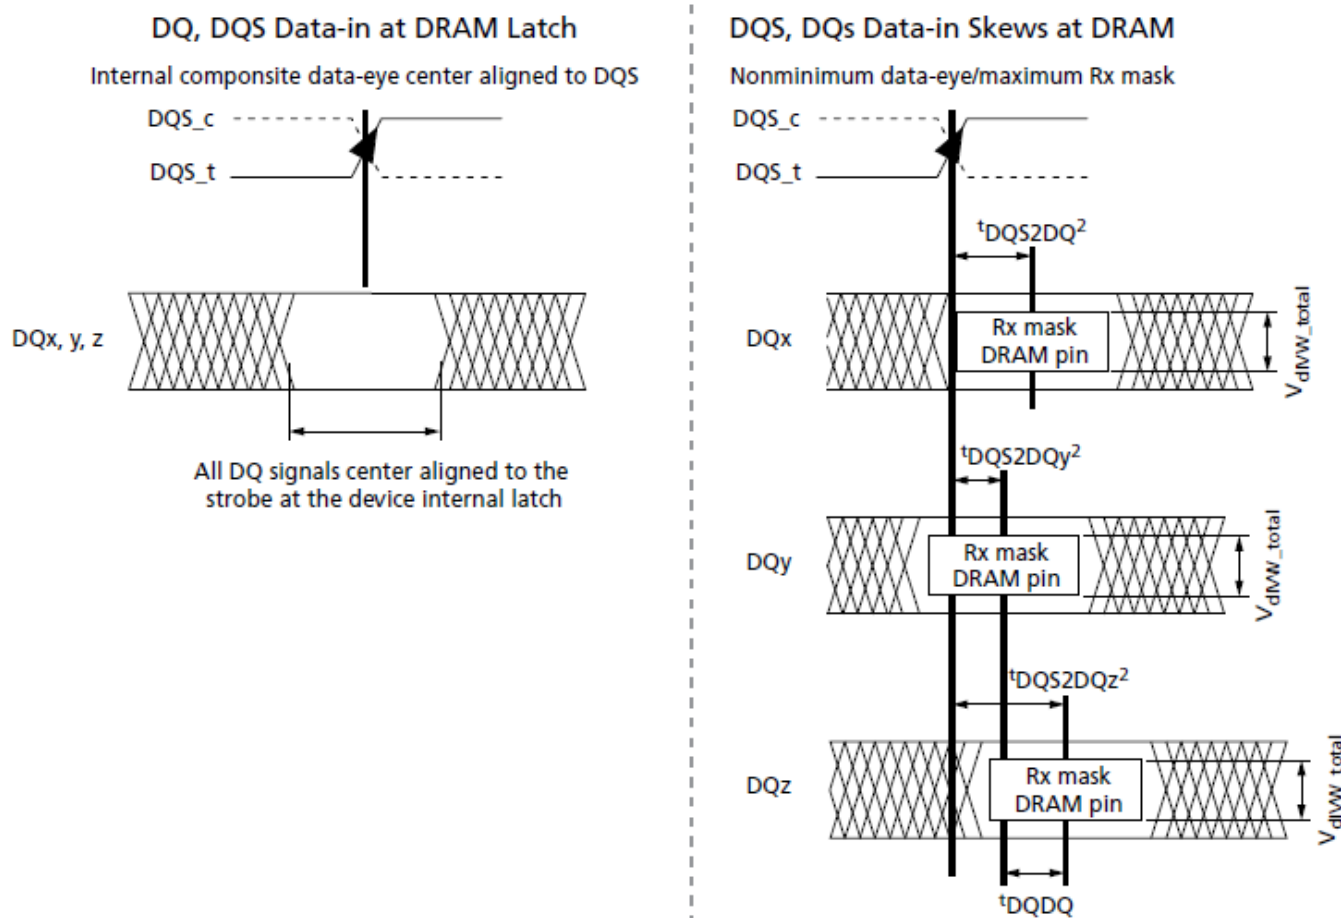 DQ, DQS Data-in at DRAM Latch
Internal componsite data-eye center aligned to DQS
DQS_c
DQS_t
DQx, y, z
All DQ signals center aligned to the
strobe at the device internal latch
DQS, DQs Data-in Skews at DRAM
Nonminimum data-eye/maximum Rx mask
DQS_c
DQS_t
tDQS2DQ2
DQx
Rx mask
DRAM pin
VdIVW_total
tDQS2DQy2
DQy
Rx mask
DRAM pin
VdIVW_total
tDQS2DQz2
DQz
Rx mask
DRAM pin
VdIVW_total
tDQDQ